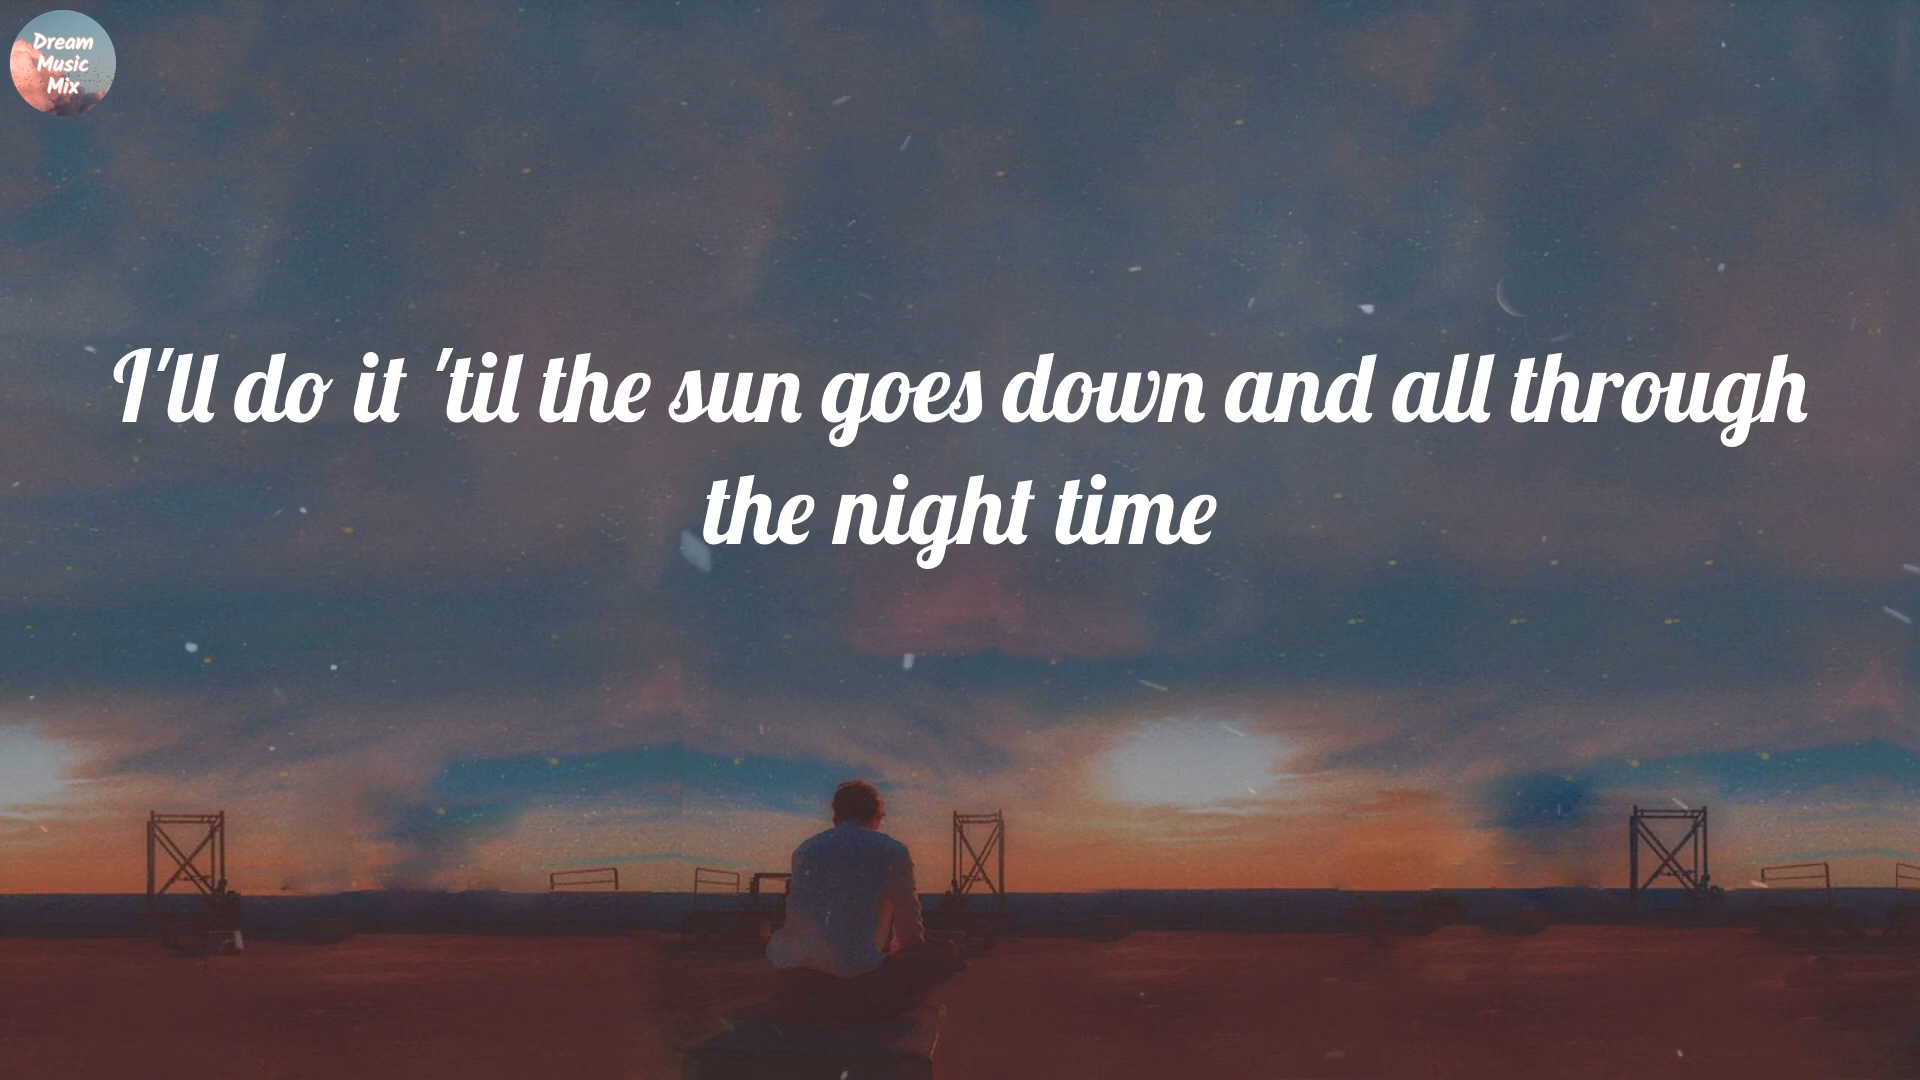 Dream
Music
Mix
I'll do it 'til the sun goes down and all through
the night time